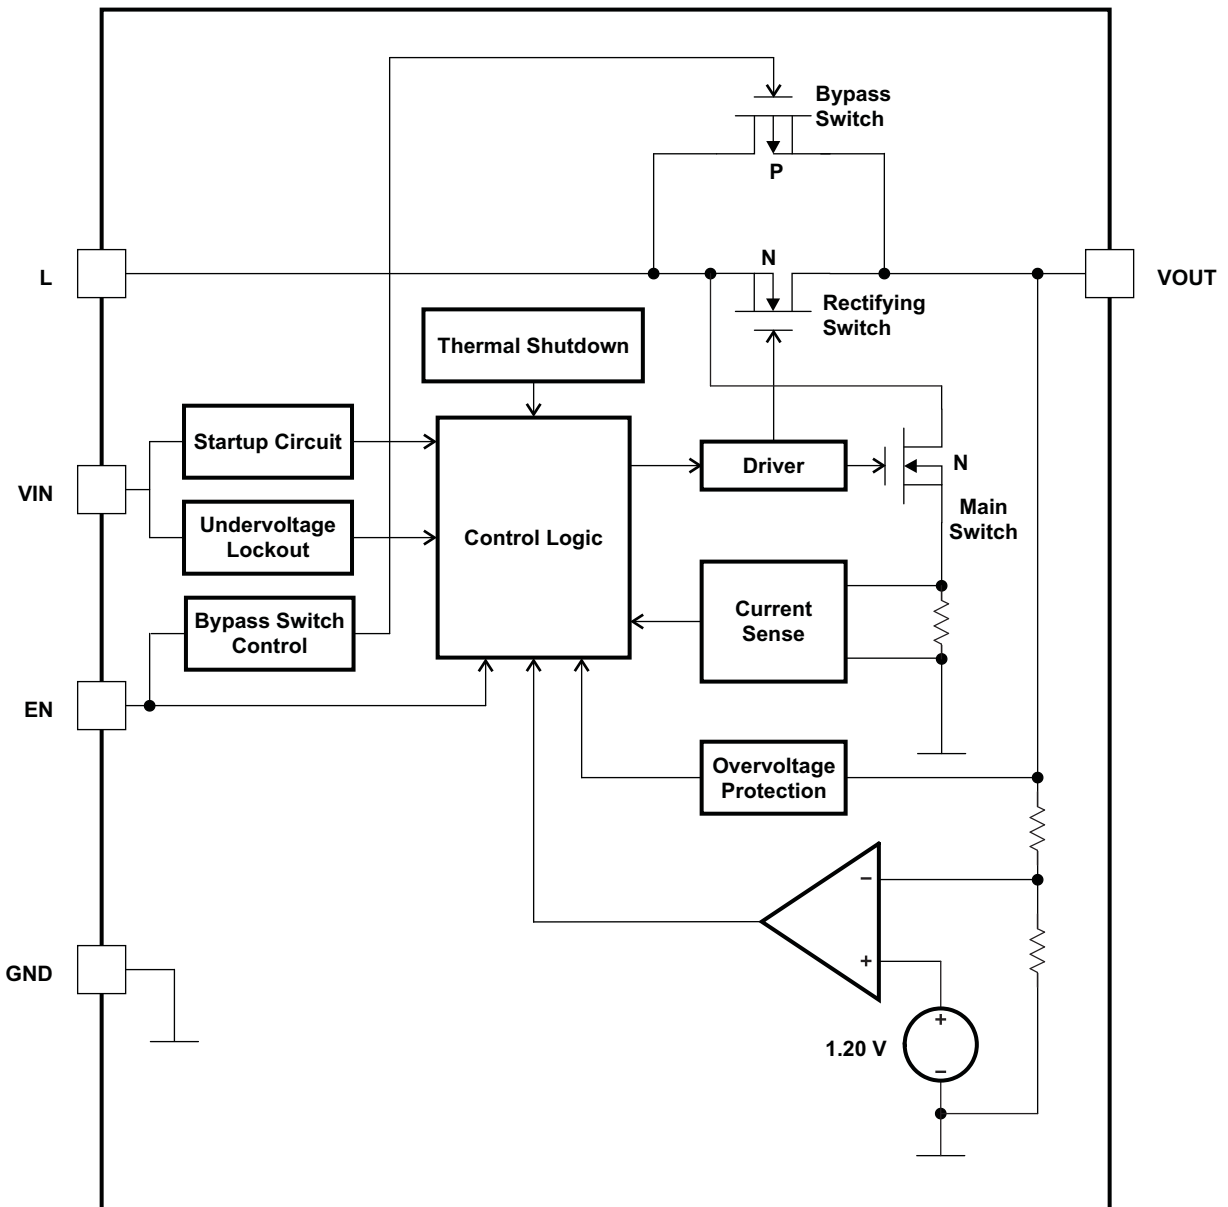 Bypass
Switch
P
N
L
VOUT
Rectifying
Switch
Thermal Shutdown
Startup Circuit
Driver
N
VIN
Main
Switch
Undervoltage
Lockout
Control Logic
Current
Sense
Bypass Switch
Control
EN
Overvoltage
Protection
−
+
GND
+
1.20 V
−